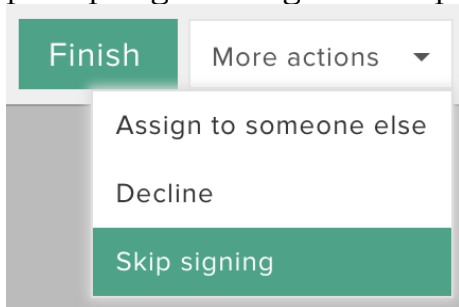 Finish
More actions
Assign to someone else
Decline
Skip signing